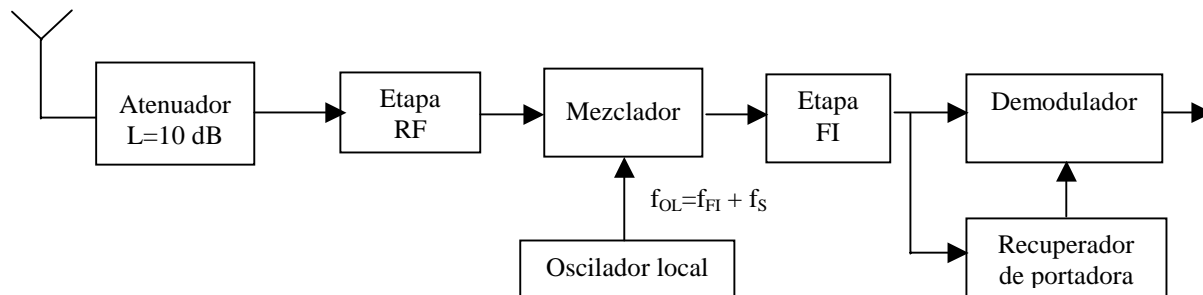 Atenuador
L=10 dB
Etapa
RF
Mezclador
Etapa
FI
Demodulador
f_OL=f_FI + f_S
Oscilador local
Recuperador
de portadora